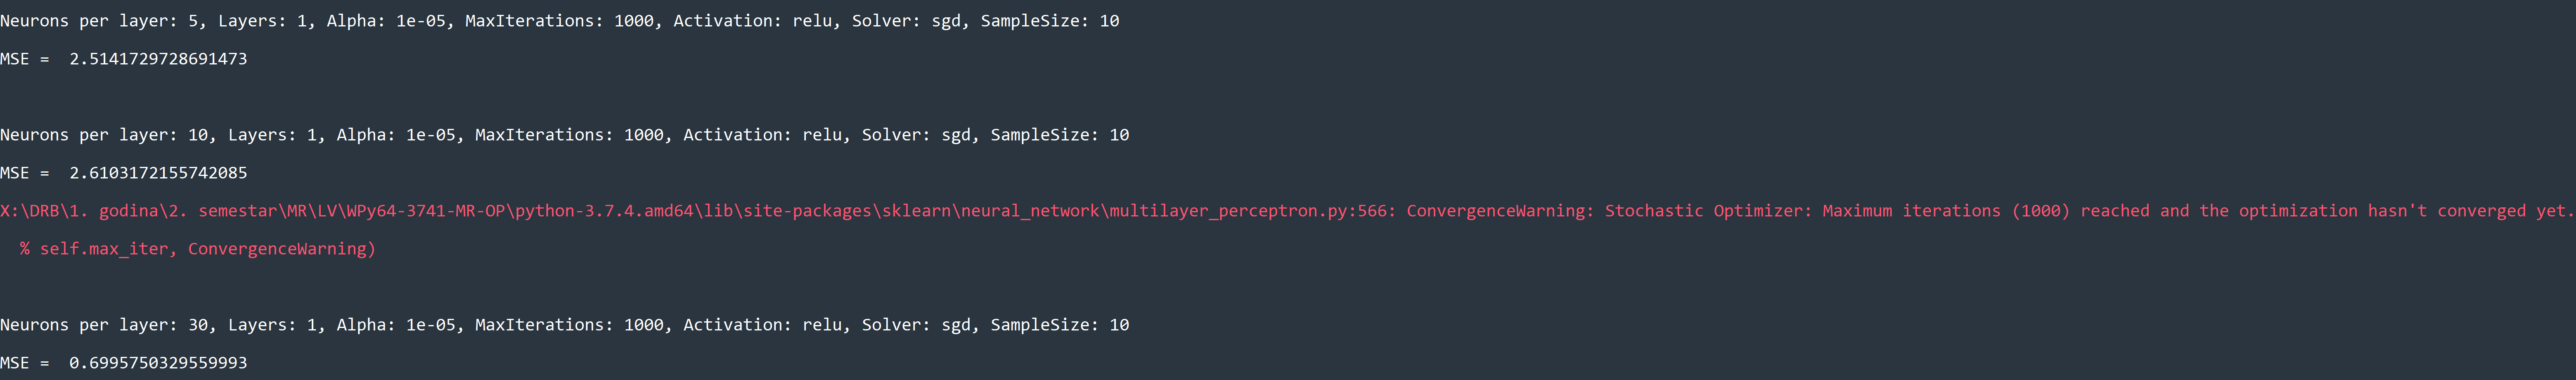 Neurons per layer: 5, Layers: 1, Alpha: 1e-05, MaxIterations: 1000, Activation: relu, Solver: sgd, SampleSize: 10
MSE =  2.5141729728691473
Neurons per layer: 10, Layers: 1, Alpha: 1e-05, MaxIterations: 1000, Activation: relu, Solver: sgd, SampleSize: 10
MSE =  2.6103172155742085
X:\DRB\1. godina\2. semestar\MR\LV\WPy64-3741-MR-OP\python-3.7.4.amd64\lib\site-packages\sklearn\neural_network\multilayer_perceptron.py:566: ConvergenceWarning: Stochastic Optimizer: Maximum iterations (1000) reached and the optimization hasn't converged yet.
  % self.max_iter, ConvergenceWarning)
Neurons per layer: 30, Layers: 1, Alpha: 1e-05, MaxIterations: 1000, Activation: relu, Solver: sgd, SampleSize: 10
MSE =  0.6995750329559993